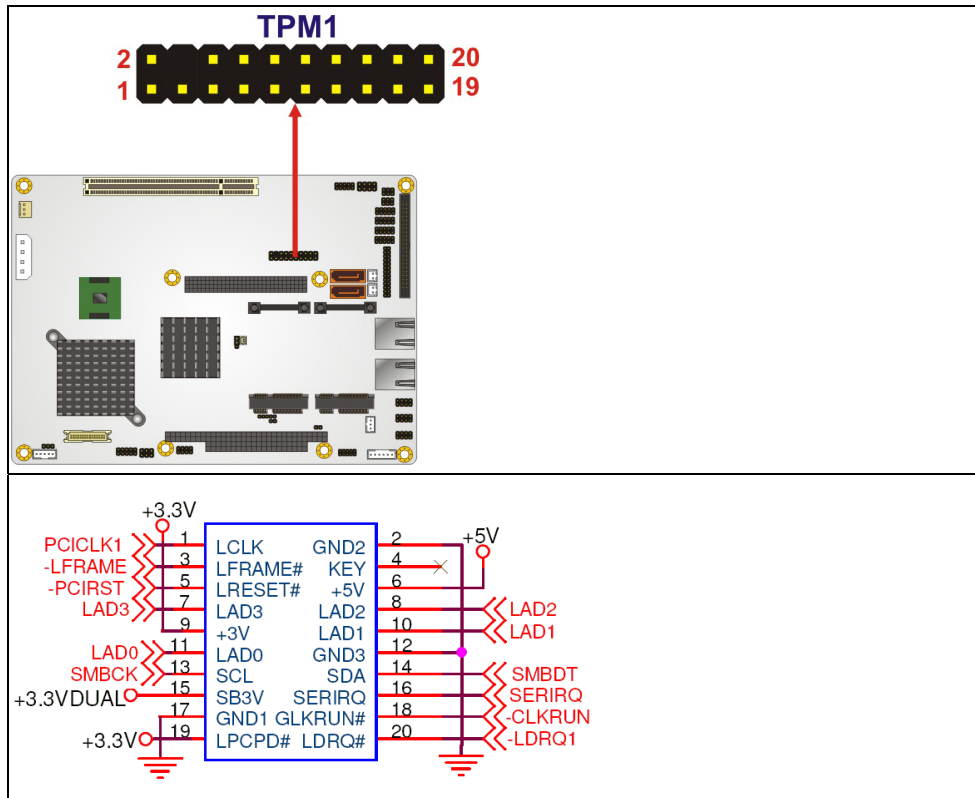 TPM1
2 20
1 19
+3.3V
+5V
PCICLK1 1 LCLK GND2 2
-LFRAME 3 LFRAME# KEY 4
-PCIRST 5 LRESET# +5V 6
LAD3 7 LAD3 LAD2 8 LAD2
9 +3V LAD1 10 LAD1
LAD0 11 LAD0 GND3 12
SMBCK 13 SCL SDA 14 SMBDT
+3.3VDUAL 15 SB3V SERIRQ 16 SERIRQ
17 GND1 GLKRUN# 18 -CLKRUN
+3.3V 19 LPCPD# LDRQ# 20 -LDRQ1